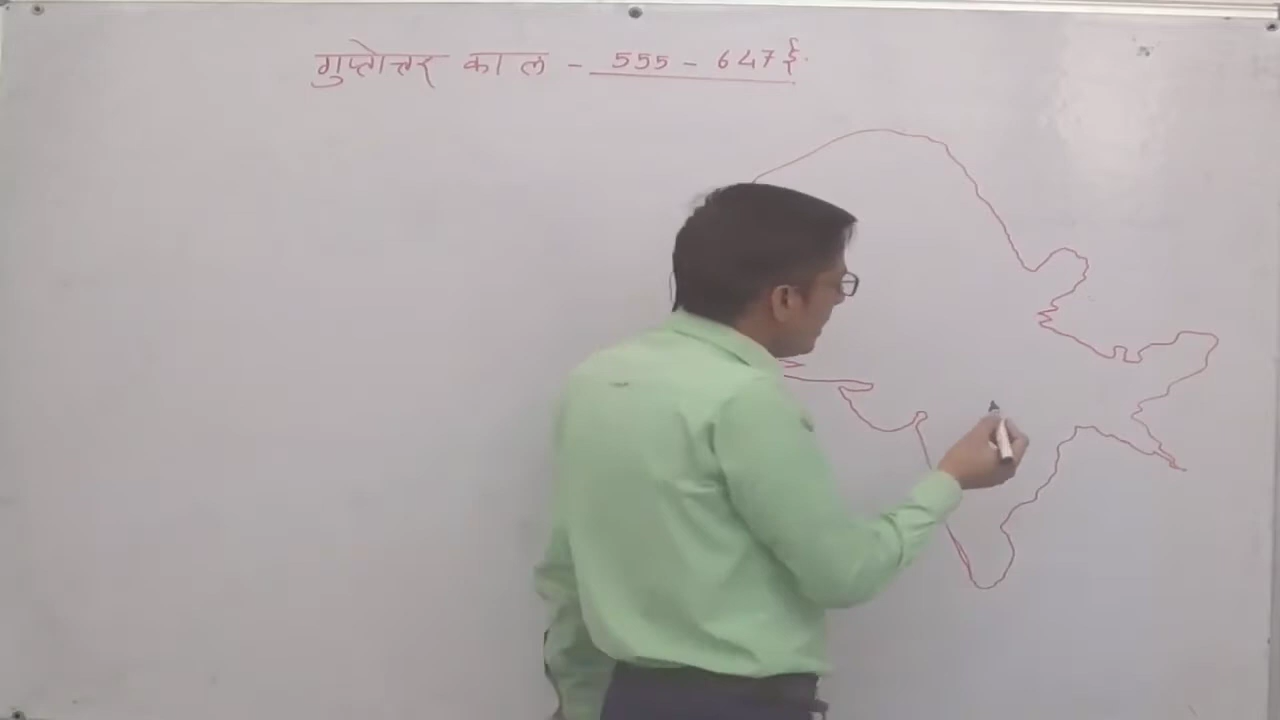 गुप्तोत्तर काल - 555 - 647 ई.